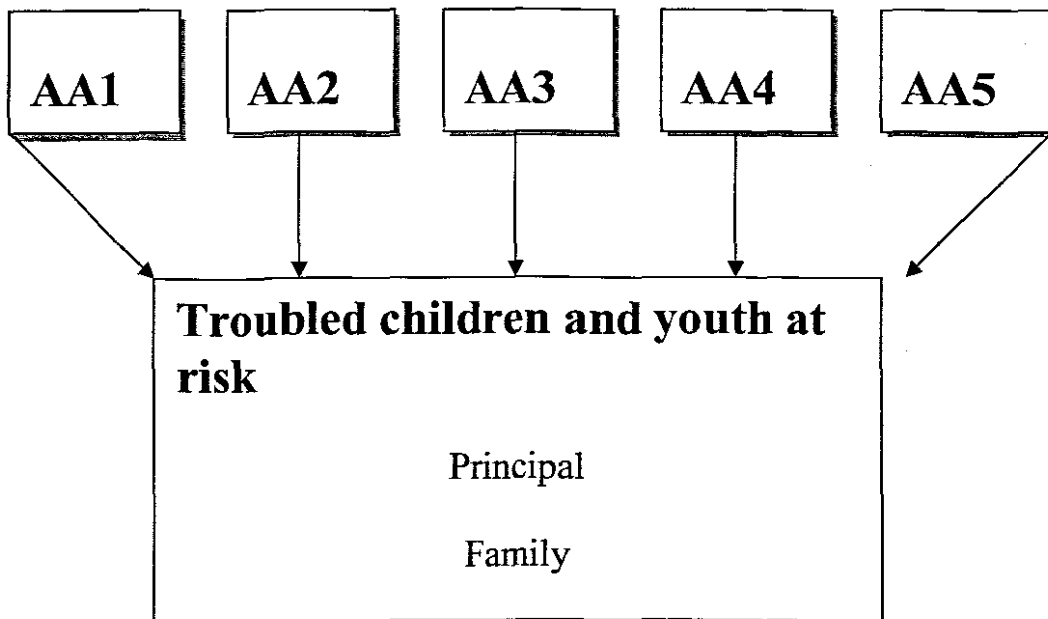 AA1 AA2 AA3 AA4 AA5
Troubled children and youth at
risk
Principal
Family